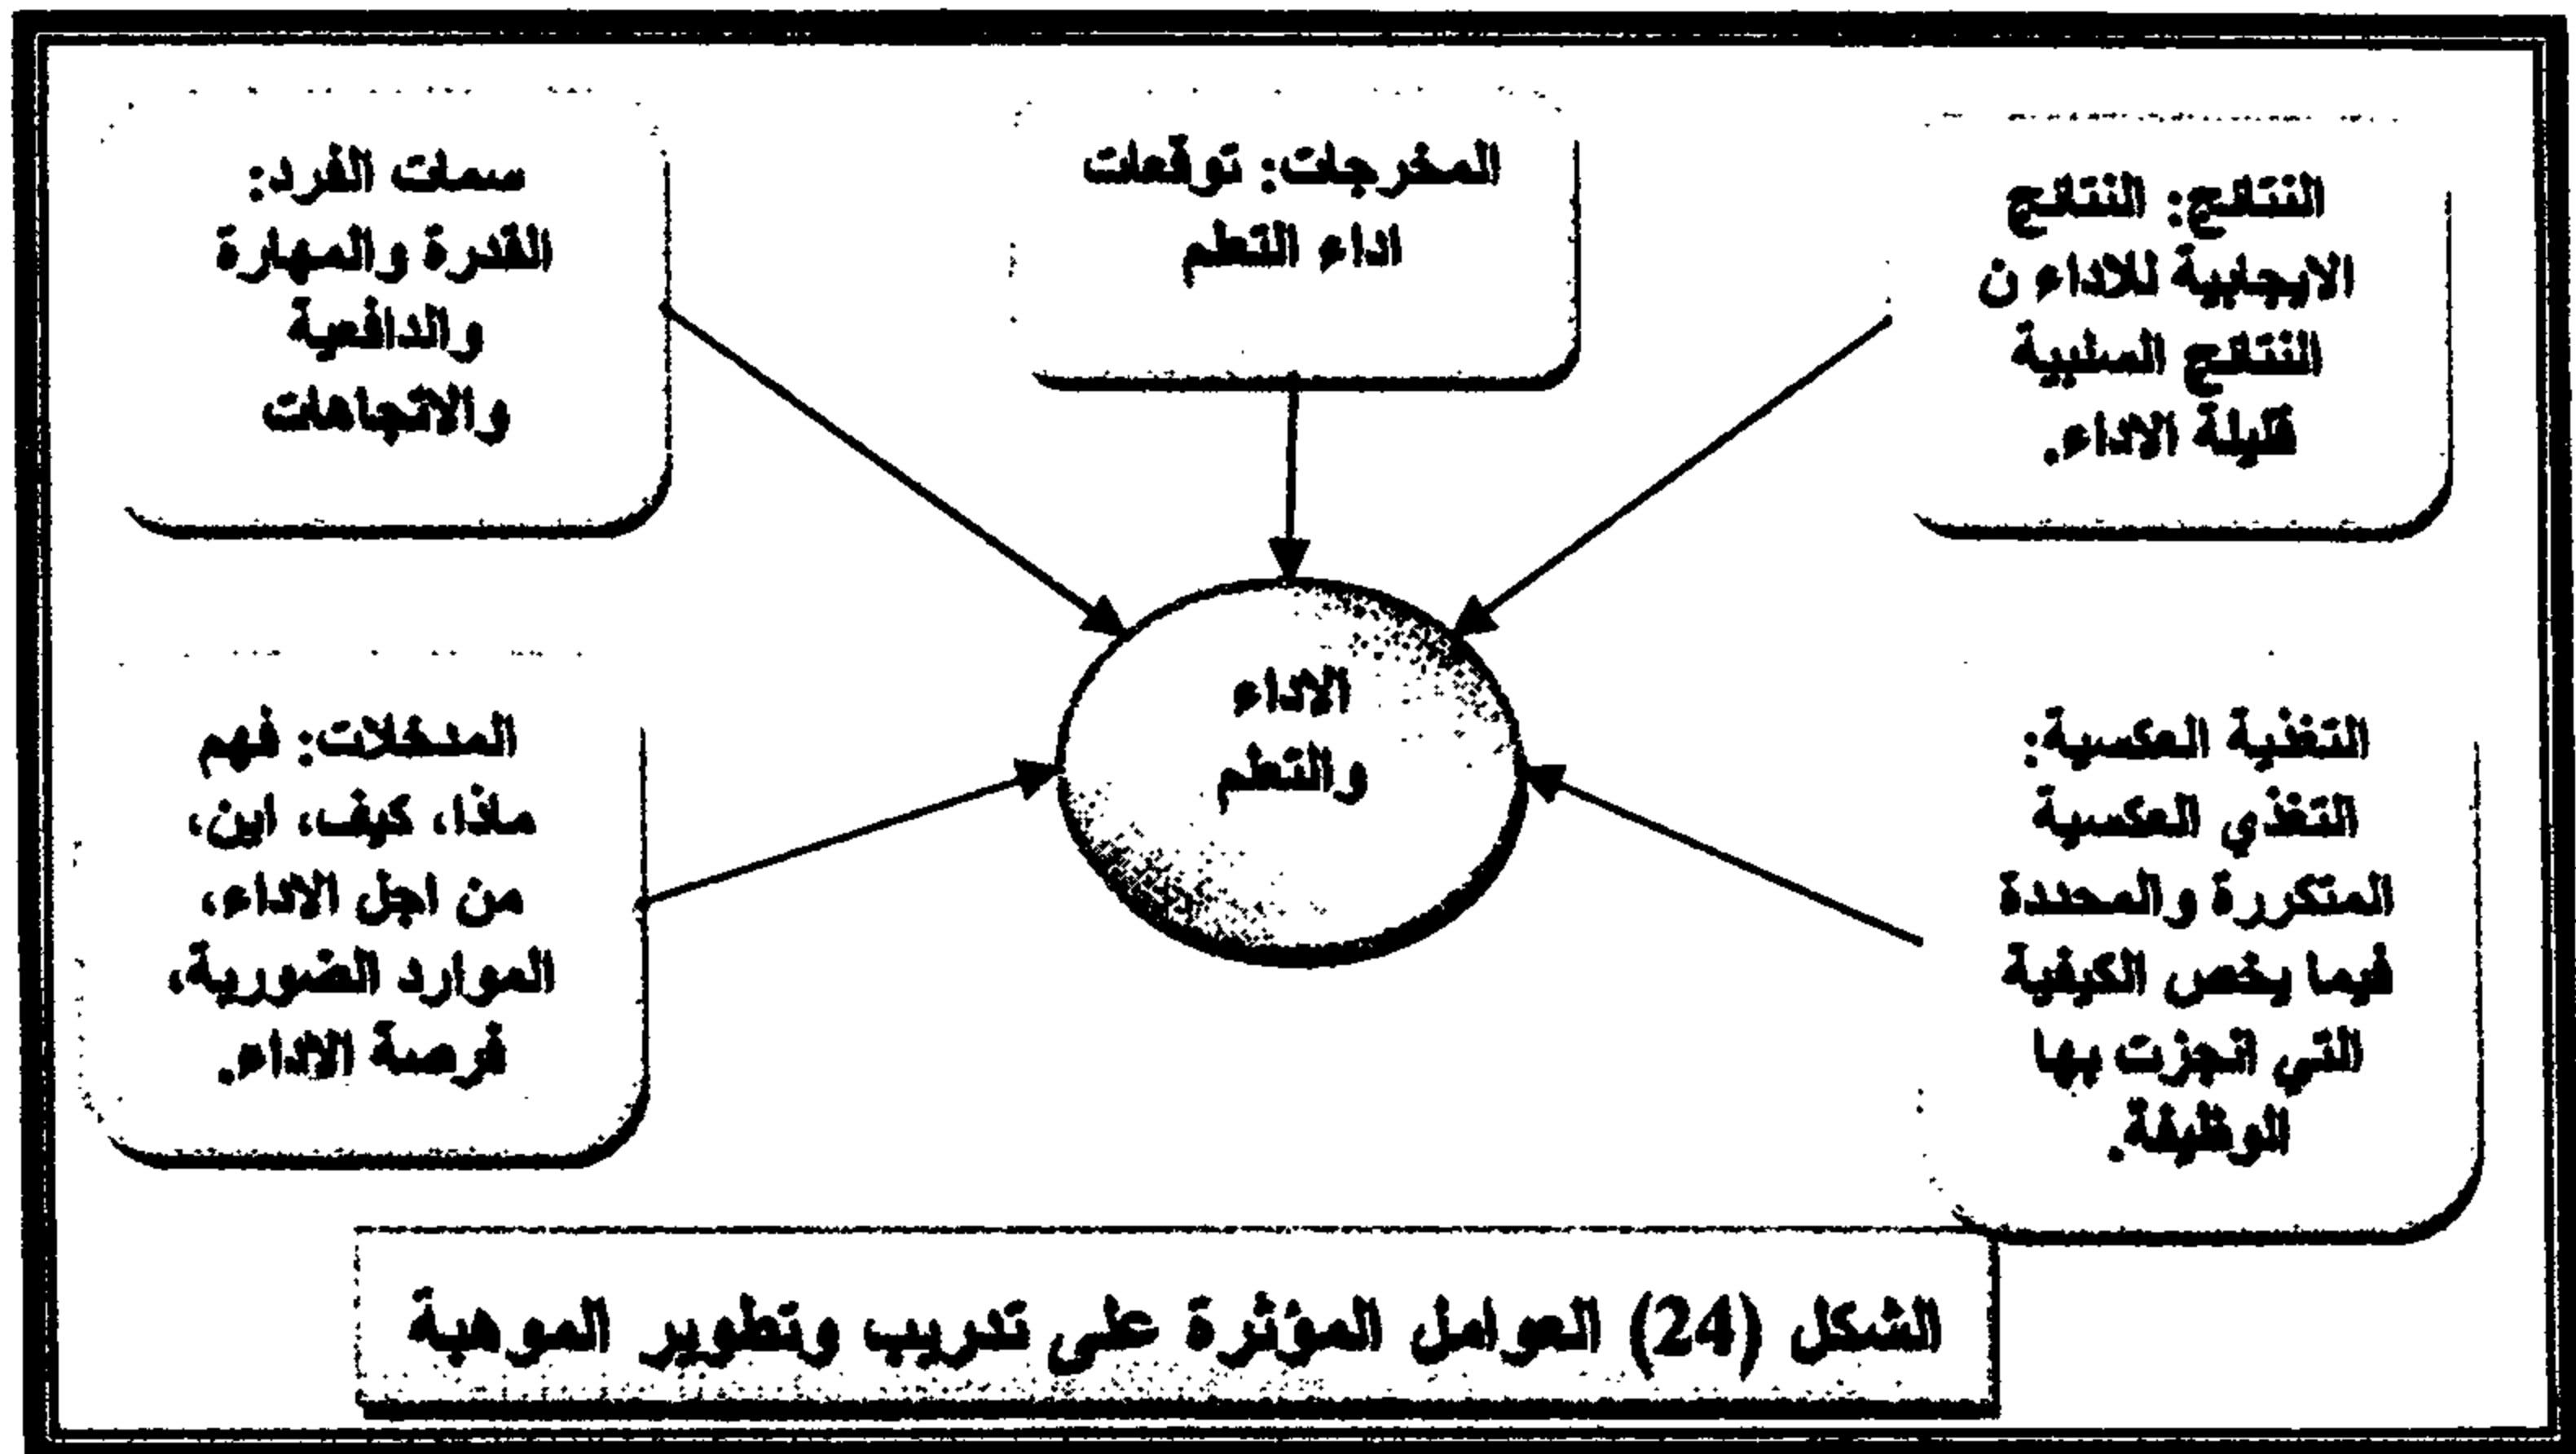 النتائج: النتائج
الايجابية للاداء ن
النتائج السلبية
قليلة الاداء.
المخرجات: توقعات
اداء التعلم
سمات الفرد:
القدرة والمهارة
والدافعية
والاتجاهات
الاداء
والتعلم
التغذية العكسية:
التغذي العكسية
المتكررة والمحددة
فيما يخص الكيفية
التي انجزت بها
الوظيفة.
المدخلات: فهم
ماذا، كيف، اين،
من اجل الاداء،
الموارد الضورية،
فرصة الاداء.
الشكل (24) العوامل المؤثرة على تدريب وتطوير الموهبة